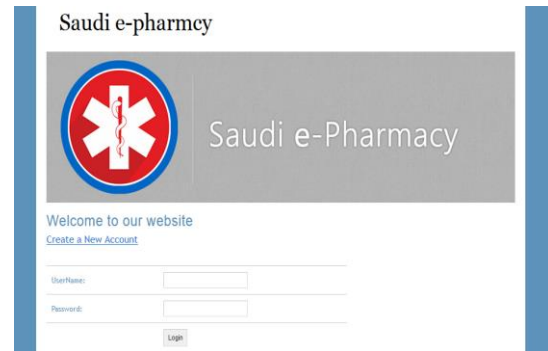 Saudi e-pharmcy
Saudi e-Pharmacy
Welcome to our website
Create a New Account
UserName:
Password:
Login